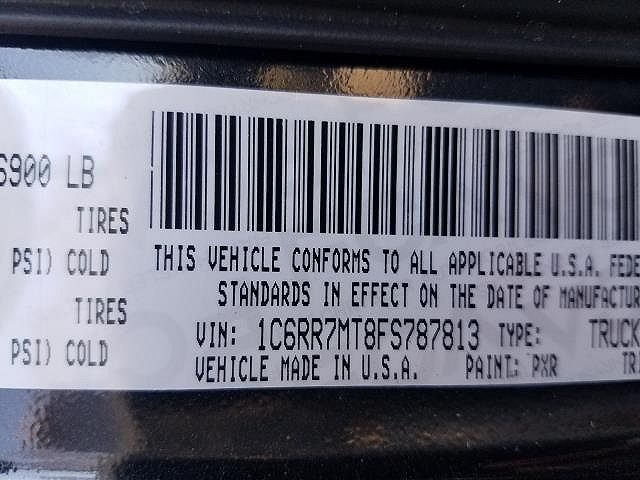 6900 LB
TIRES
PSI) COLD
TIRES
PSI) COLD
THIS VEHICLE CONFORMS TO ALL APPLICABLE U.S.A. FEDE
STANDARDS IN EFFECT ON THE DATE OF MANUFACTUR
VIN: 1C6RR7MT8FS787813 TYPE: TRUCK
VEHICLE MADE IN U.S.A. PAINT: PXR TRI